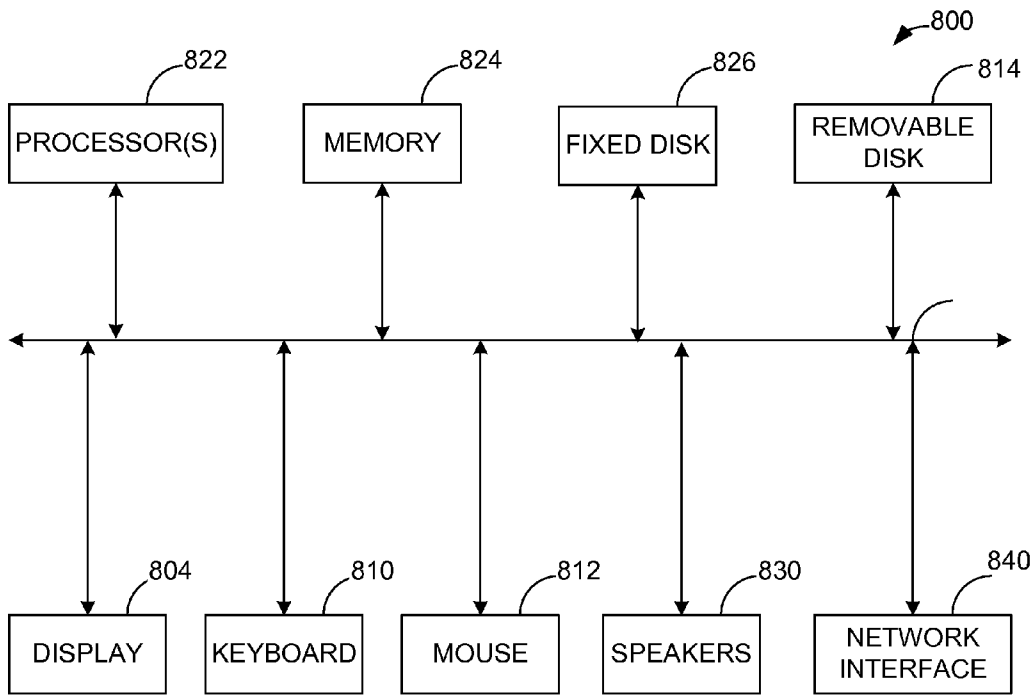 800
822
824
826
814
PROCESSOR(S)
MEMORY
FIXED DISK
REMOVABLE
DISK
804
810
812
830
840
DISPLAY
KEYBOARD
MOUSE
SPEAKERS
NETWORK
INTERFACE